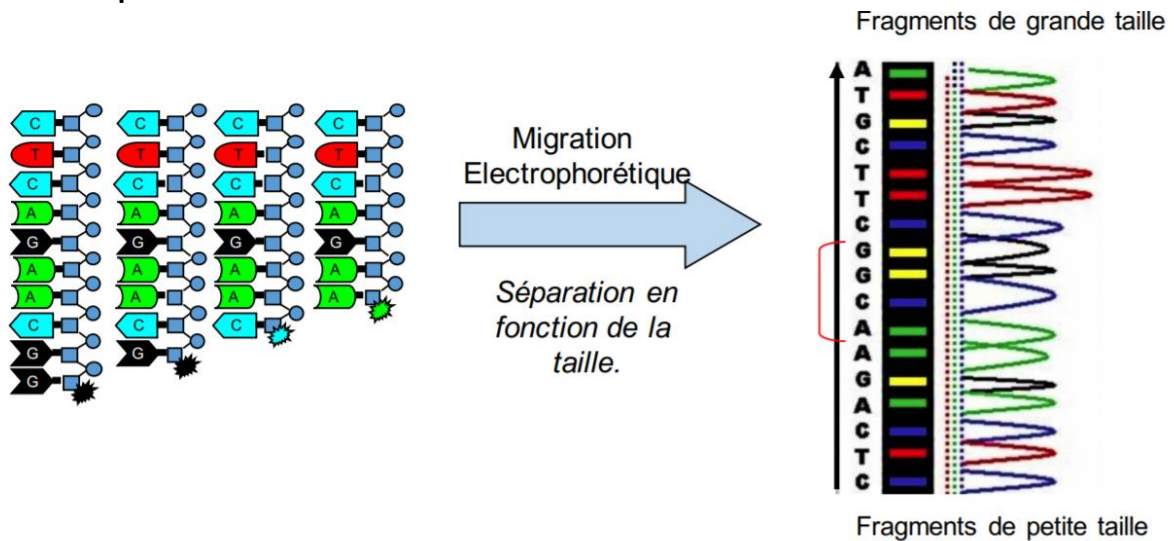 Fragments de grande taille
C C C C
T T T T
C C C C
A A A A
G G G G
A A A A
A A A A
C C C
G G
G
Migration
Electrophorétique
Séparation en
fonction de la
taille.
A
T
G
C
T
T
C
G
G
C
A
A
G
A
C
T
C
Fragments de petite taille